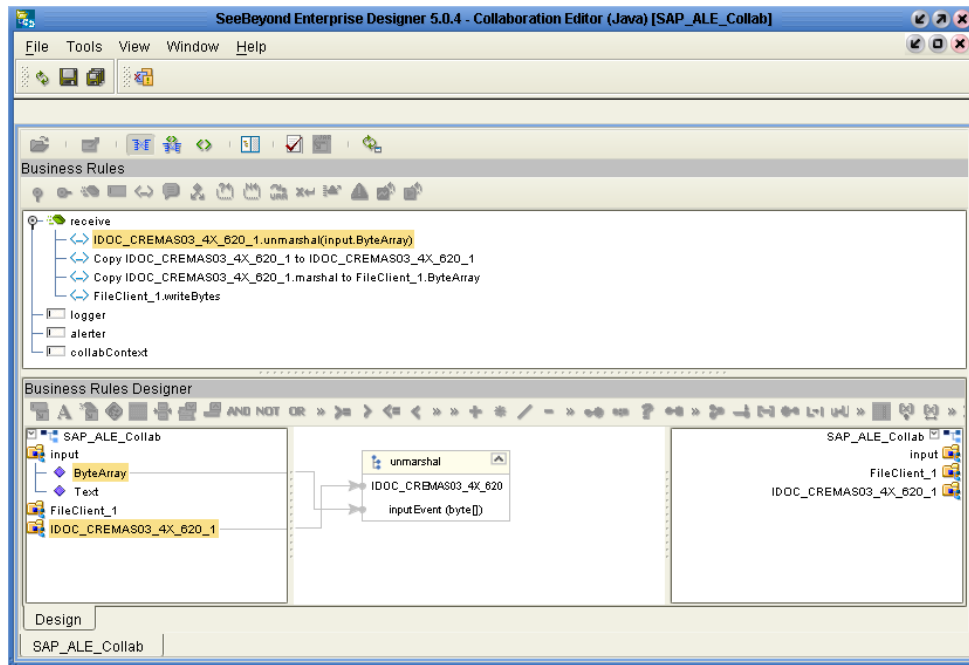 SeeBeyond Enterprise Designer 5.0.4 - Collaboration Editor (Java) [SAP_ALE_Collab]
File Tools View Window Help
Business Rules
receive
IDOC_CREMAS03_4X_620_1.unmarshal(input.ByteArray)
Copy IDOC_CREMAS03_4X_620_1 to IDOC_CREMAS03_4X_620_1
Copy IDOC_CREMAS03_4X_620_1.marshal to FileClient_1.ByteArray
FileClient_1.writeBytes
logger
alerter
collabContext
Business Rules Designer
AND NOT OR
SAP_ALE_Collab
input
ByteArray
Text
FileClient_1
IDOC_CREMAS03_4X_620_1
unmarshal
IDOC_CREMAS03_4X_620
inputEvent (byte[])
SAP_ALE_Collab
input
FileClient_1
IDOC_CREMAS03_4X_620_1
Design
SAP_ALE_Collab